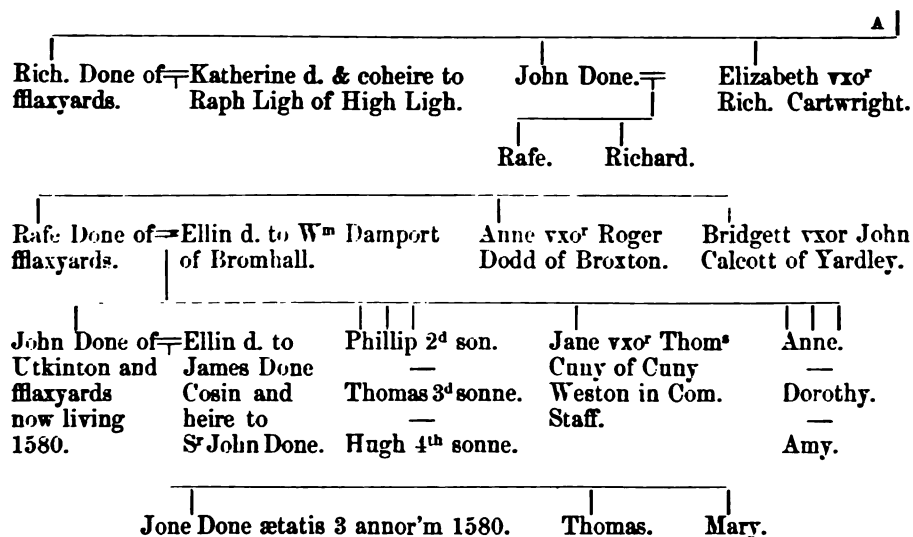 A
Rich. Done of Katherine d. & coheire to John Done. Elizabeth vxoʳ
fflaxyards. Raph Ligh of High Ligh. Rich. Cartwright.
Rafe. Richard.
Rafe Done of Ellin d. to Wᵐ Damport Anne vxoʳ Roger Bridgett vxor John
fflaxyards. of Bromhall. Dodd of Broxton. Calcott of Yardley.
John Done of Ellin d. to Phillip 2ᵈ son. Jane vxoʳ Thomˢ Anne.
Utkinton and James Done — Cuny of Cuny —
fflaxyards Cosin and Thomas 3ᵈ sonne. Weston in Com. Dorothy.
now living heire to — Staff. —
1580. Sʳ John Done. Hugh 4ᵗʰ sonne. Amy.
Jone Done ætatis 3 annor'm 1580. Thomas. Mary.